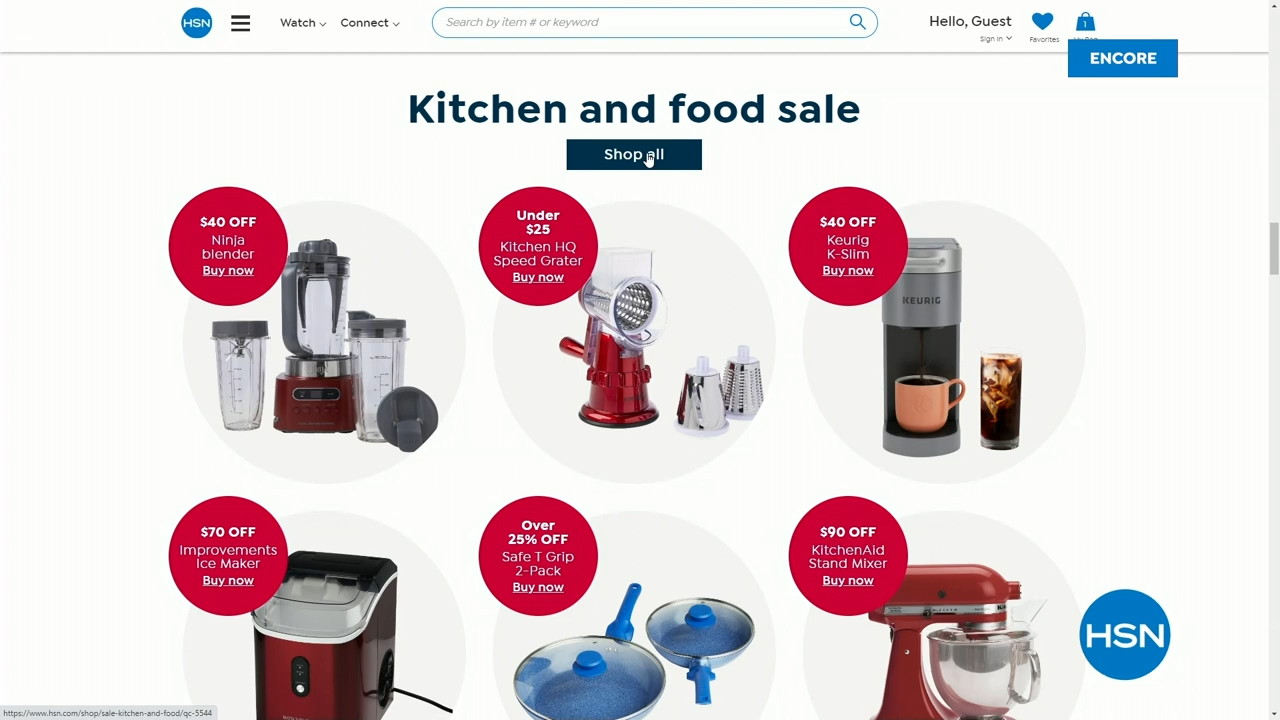 HSN
Watch
Connect
Search by item # or keyword
Hello, Guest
Sign In
Favorites
1
ENCORE
Kitchen and food sale
Shop all
$40 OFF
Ninja
blender
Buy now
Under
$25
Kitchen HQ
Speed Grater
Buy now
$40 OFF
Keurig
K-Slim
Buy now
KEURIG
$70 OFF
Improvements
Ice Maker
Buy now
Over
25% OFF
Safe T Grip
2-Pack
Buy now
$90 OFF
KitchenAid
Stand Mixer
Buy now
HSN
https://www.hsn.com/shop/sale-kitchen-and-food/qc-5544